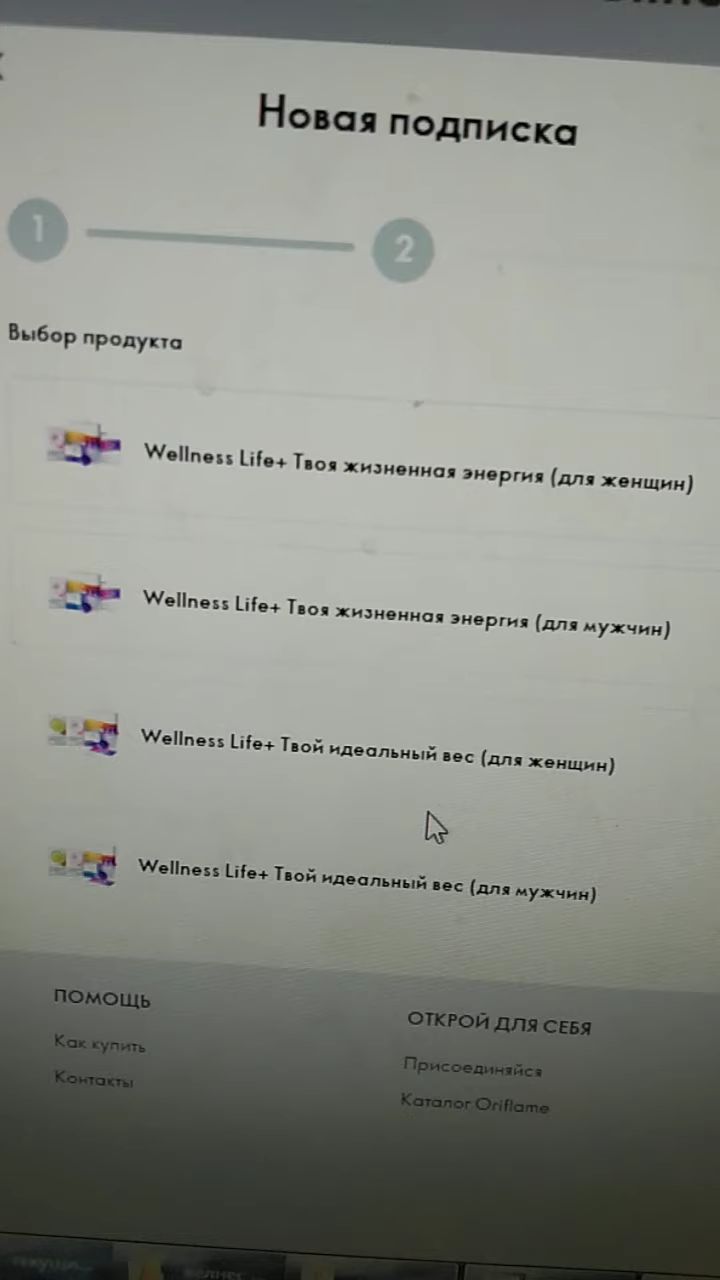 Новая подписка
1
2
Выбор продукта
Wellness Life+ Твоя жизненная энергия (для женщин)
Wellness Life+ Твоя жизненная энергия (для мужчин)
Wellness Life+ Твой идеальный вес (для женщин)
Wellness Life+ Твой идеальный вес (для мужчин)
ПОМОЩЬ
Как купить
Контакты
ОТКРОЙ ДЛЯ СЕБЯ
Присоединяйся
Каталог Oriflame